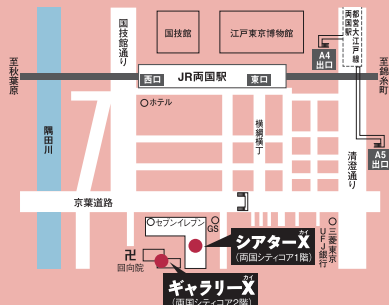 国技館通り
国技館
江戸東京博物館
都営大江戸線
両国駅
A4
出口
至秋葉原
西口
JR両国駅
東口
至錦糸町
ホテル
横綱横丁
隅田川
清澄通り
A5
出口
京葉道路
セブンイレブン
GS
カイ
シアターX
(両国シティコア1階)
三菱東京
UFJ銀行
卍
回向院
カイ
ギャラリーX
(両国シティコア2階)